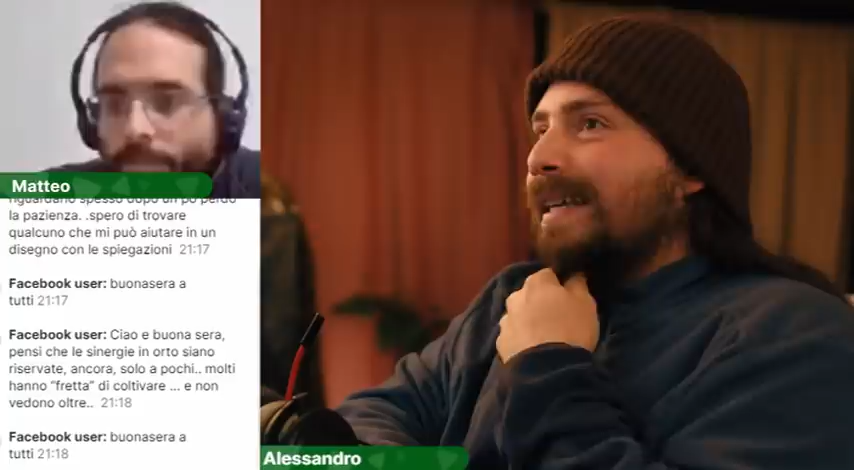 Matteo
riguardano spesso dopo un po perdo
la pazienza. .spero di trovare
qualcuno che mi può aiutare in un
disegno con le spiegazioni 21:17
Facebook user: buonasera a
tutti 21:17
Facebook user: Ciao e buona sera,
pensi che le sinergie in orto siano
riservate, ancora, solo a pochi.. molti
hanno "fretta" di coltivare ... e non
vedono oltre.. 21:18
Facebook user: buonasera a
tutti 21:18
Alessandro